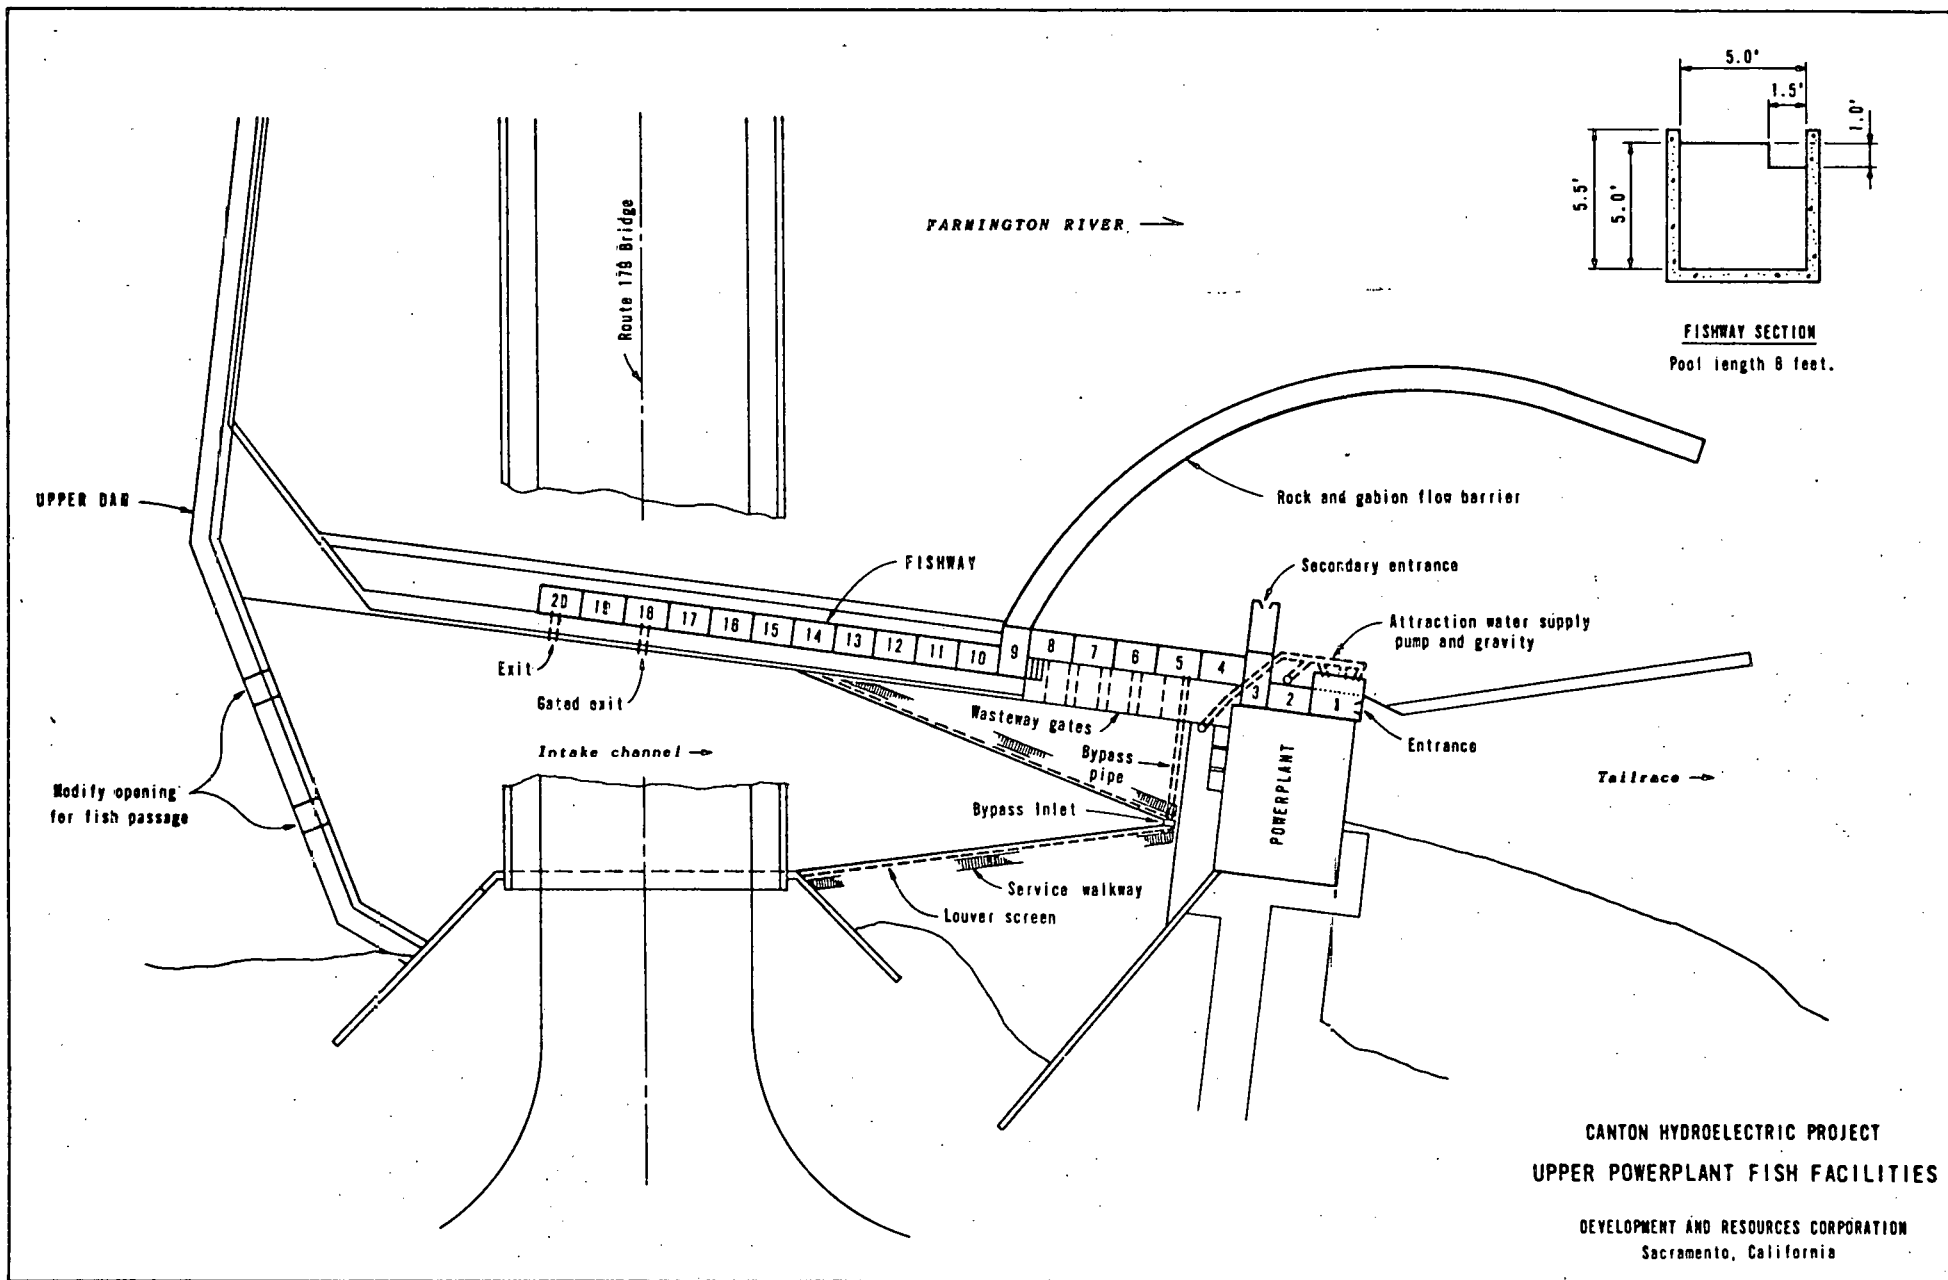 5.0'
1.5'
1.0'
5.5'
5.0'
FISHWAY SECTION
Pool length 8 feet.
FARMINGTON RIVER
Route 179 Bridge
UPPER DAM
Rock and gabion flow barrier
FISHWAY
Secondary entrance
Attraction water supply
pump and gravity
20
19
18
17
16
15
14
13
12
11
10
9
8
7
6
5
4
3
2
1
Exit
Gated exit
Wasteway gates
Bypass
pipe
Entrance
Intake channel
POWERPLANT
Tailrace
Modify opening
for fish passage
Bypass Inlet
Service walkway
Louver screen
CANTON HYDROELECTRIC PROJECT
UPPER POWERPLANT FISH FACILITIES
DEVELOPMENT AND RESOURCES CORPORATION
Sacramento, California